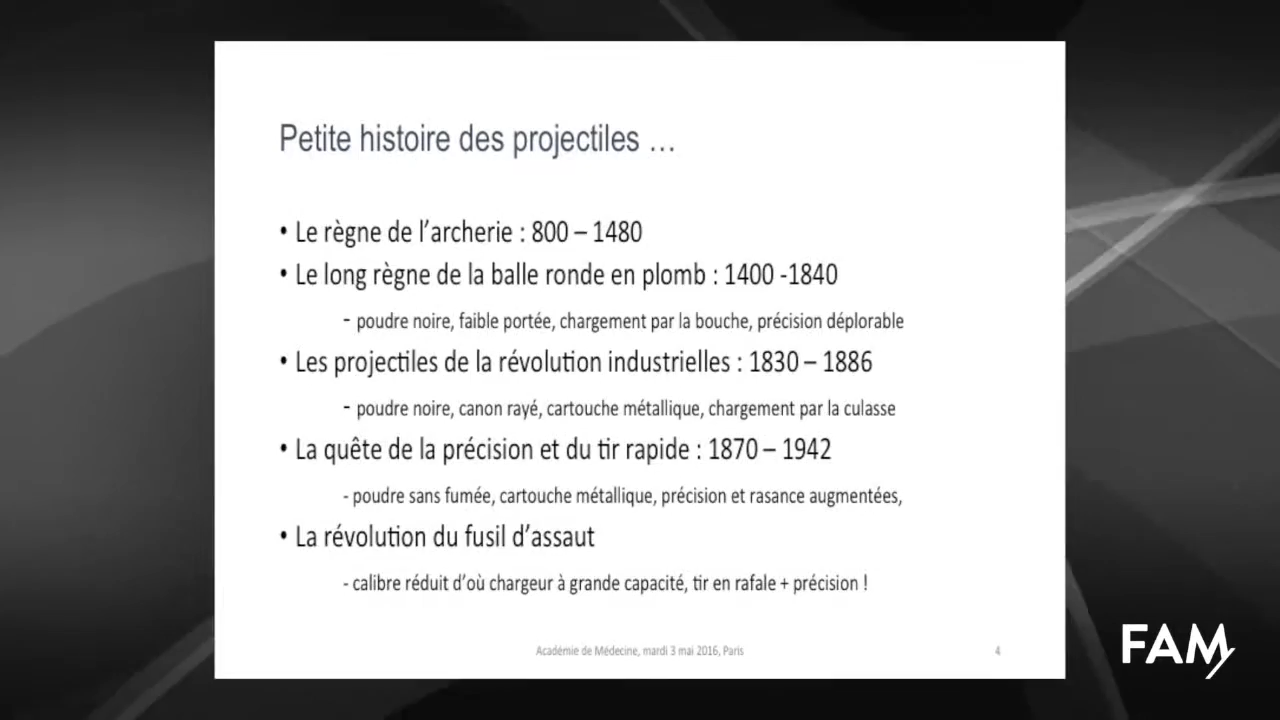 Petite histoire des projectiles …
• Le règne de l’archerie : 800 – 1480
• Le long règne de la balle ronde en plomb : 1400 -1840
- poudre noire, faible portée, chargement par la bouche, précision déplorable
• Les projectiles de la révolution industrielles : 1830 – 1886
- poudre noire, canon rayé, cartouche métallique, chargement par la culasse
• La quête de la précision et du tir rapide : 1870 – 1942
- poudre sans fumée, cartouche métallique, précision et rasance augmentées,
• La révolution du fusil d’assaut
- calibre réduit d’où chargeur à grande capacité, tir en rafale + précision !
Académie de Médecine, mardi 3 mai 2016, Paris
4
FAM